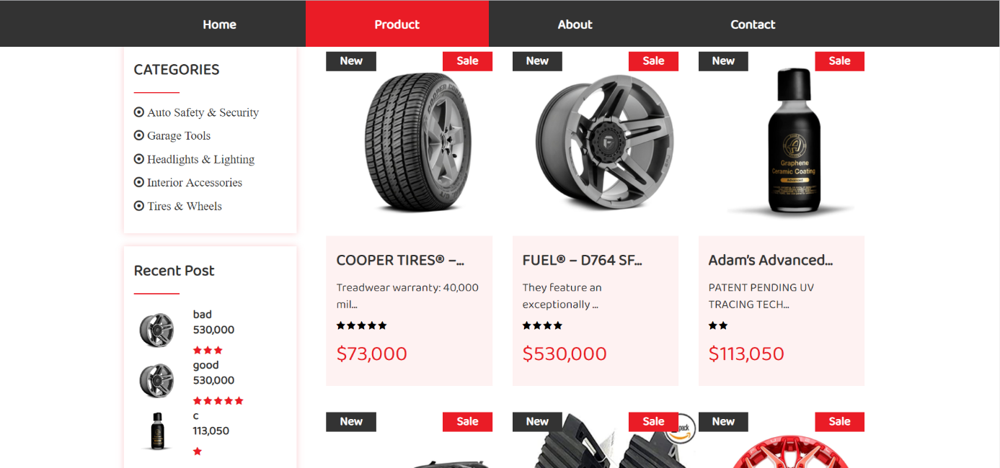 Home
Product
About
Contact
CATEGORIES
Auto Safety & Security
Garage Tools
Headlights & Lighting
Interior Accessories
Tires & Wheels
Recent Post
bad
530,000
good
530,000
c
113,050
New
Sale
COOPER TIRES® –...
Treadwear warranty: 40,000
mil...
$73,000
New
Sale
FUEL® – D764 SF...
They feature an
exceptionally ...
$530,000
New
Sale
Graphene
Ceramic Coating
Advanced
Adam's Advanced...
PATENT PENDING UV
TRACING TECH...
$113,050
New
Sale
New
Sale
pack
New
Sale